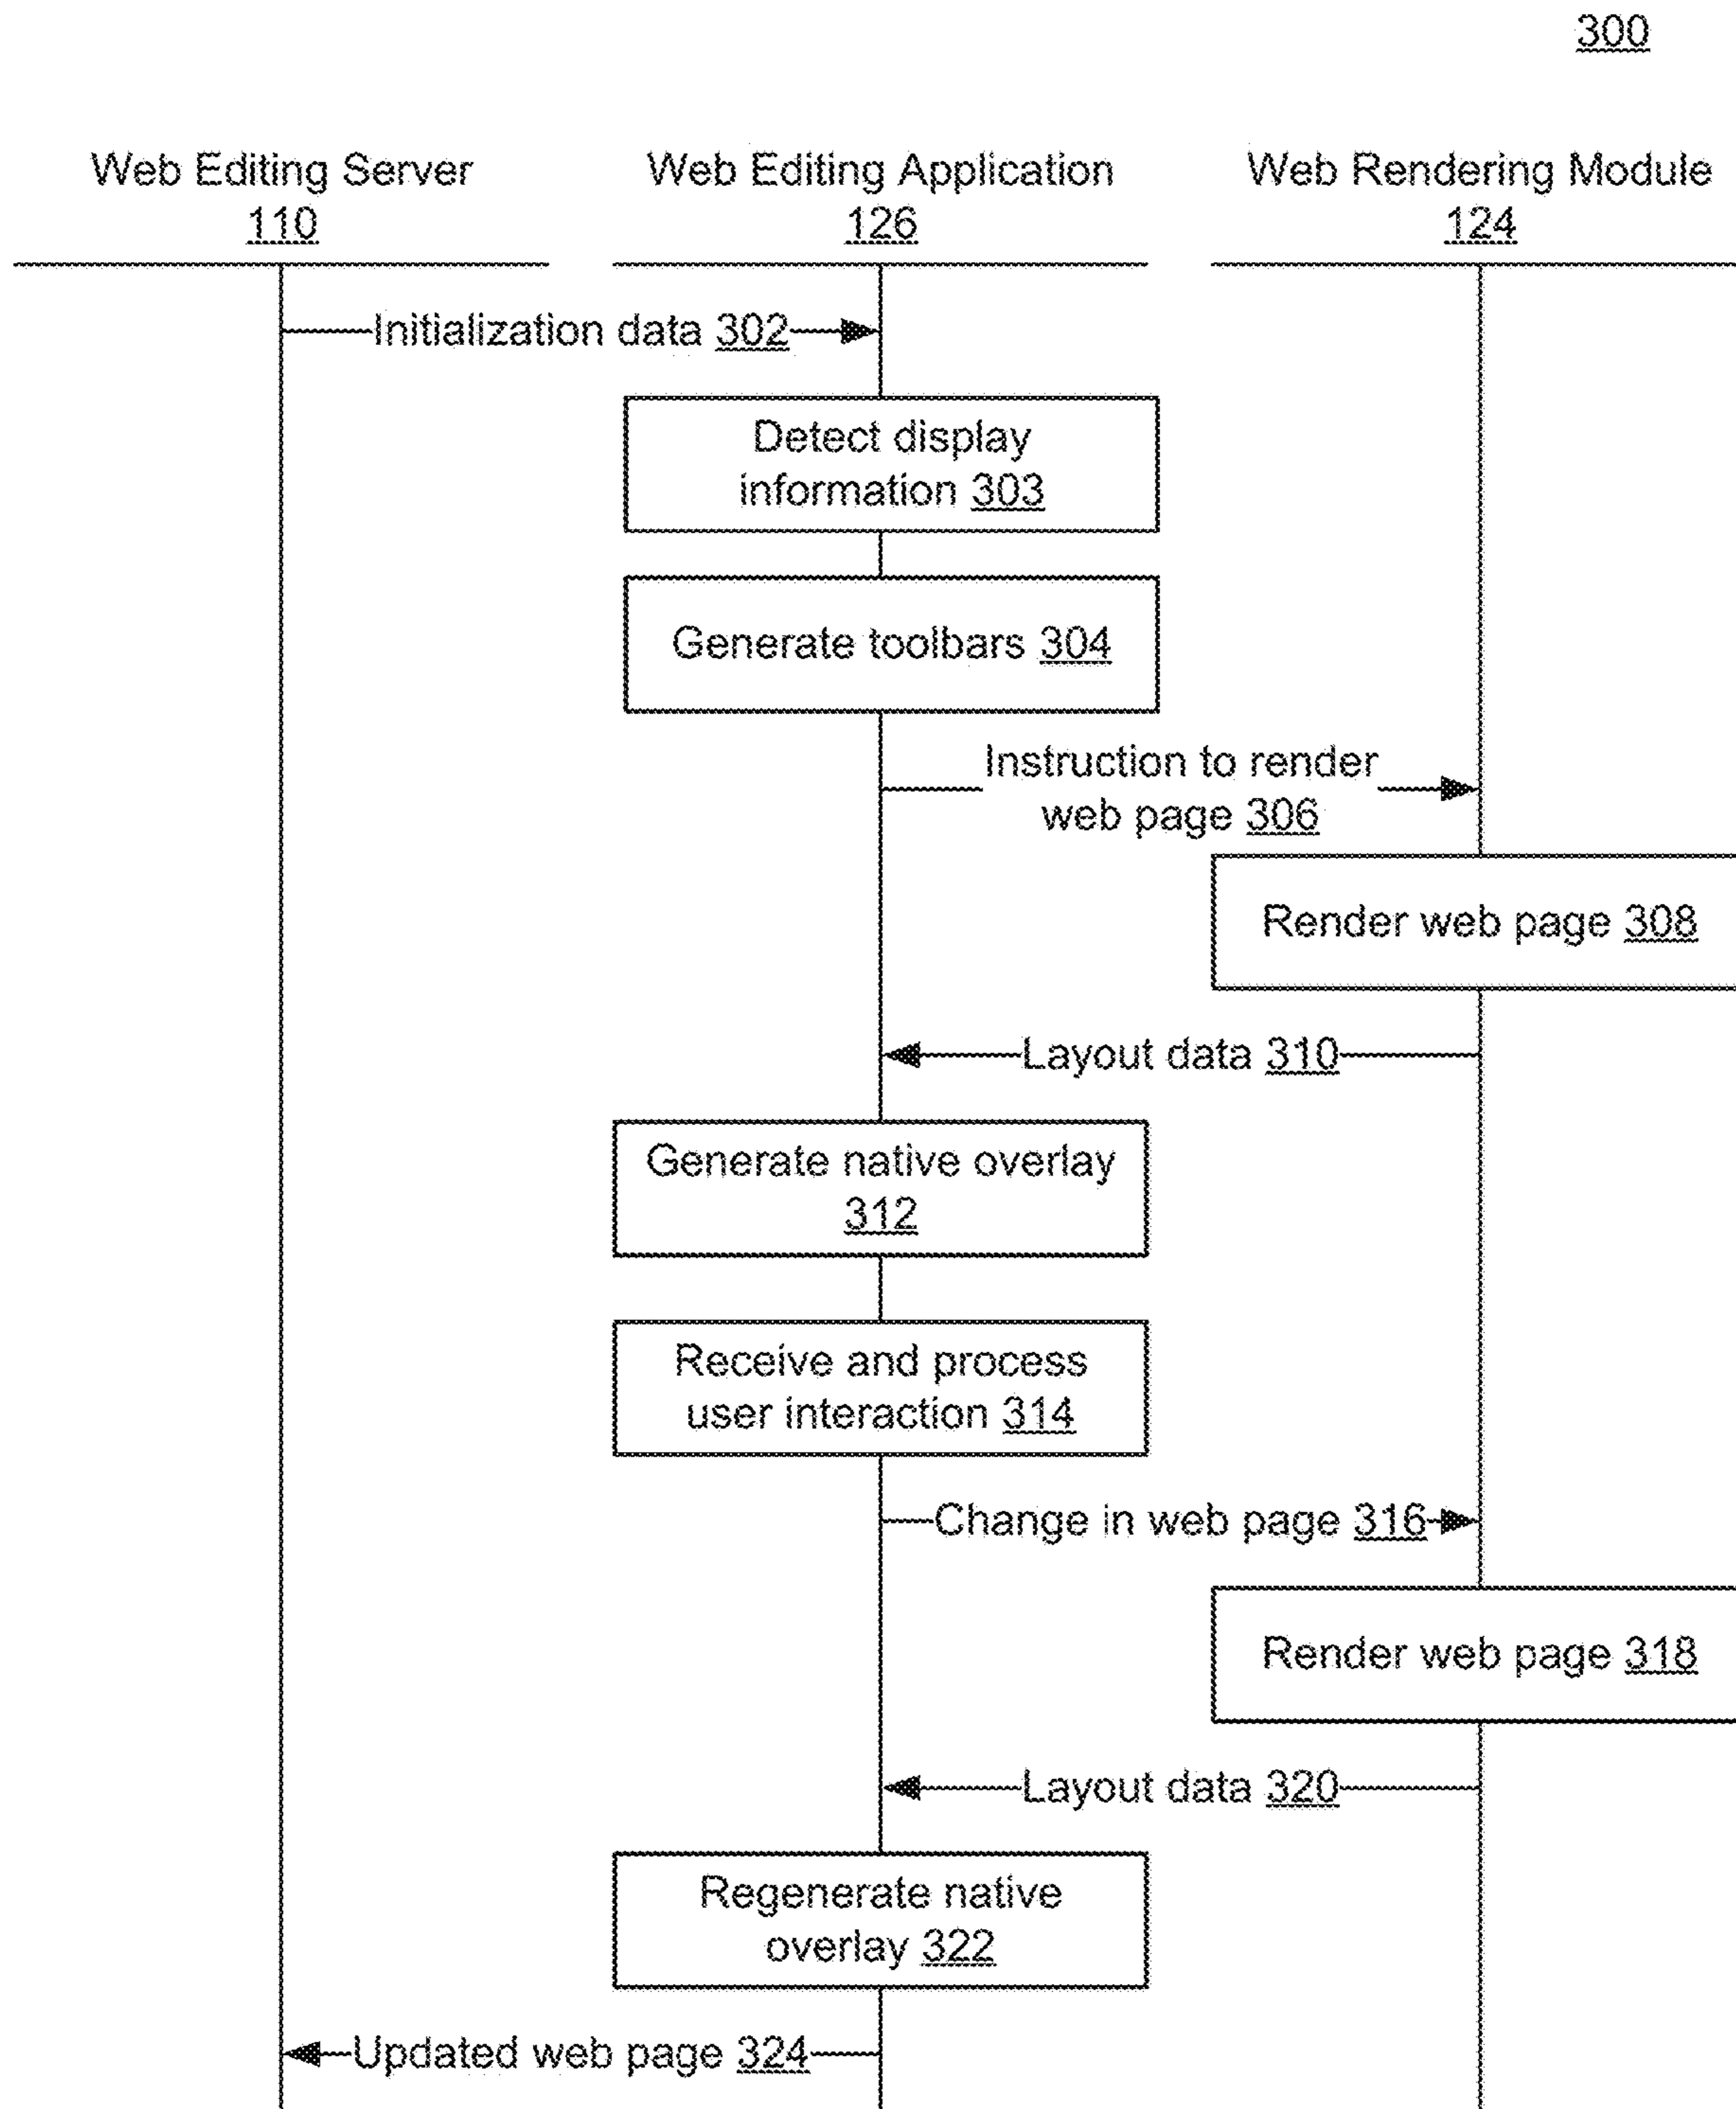 300
Web Editing Server
110
Web Editing Application
126
Web Rendering Module
124
Initialization data 302
Detect display
information 303
Generate toolbars 304
Instruction to render
web page 306
Render web page 308
Layout data 310
Generate native overlay
312
Receive and process
user interaction 314
Change in web page 316
Render web page 318
Layout data 320
Regenerate native
overlay 322
Updated web page 324